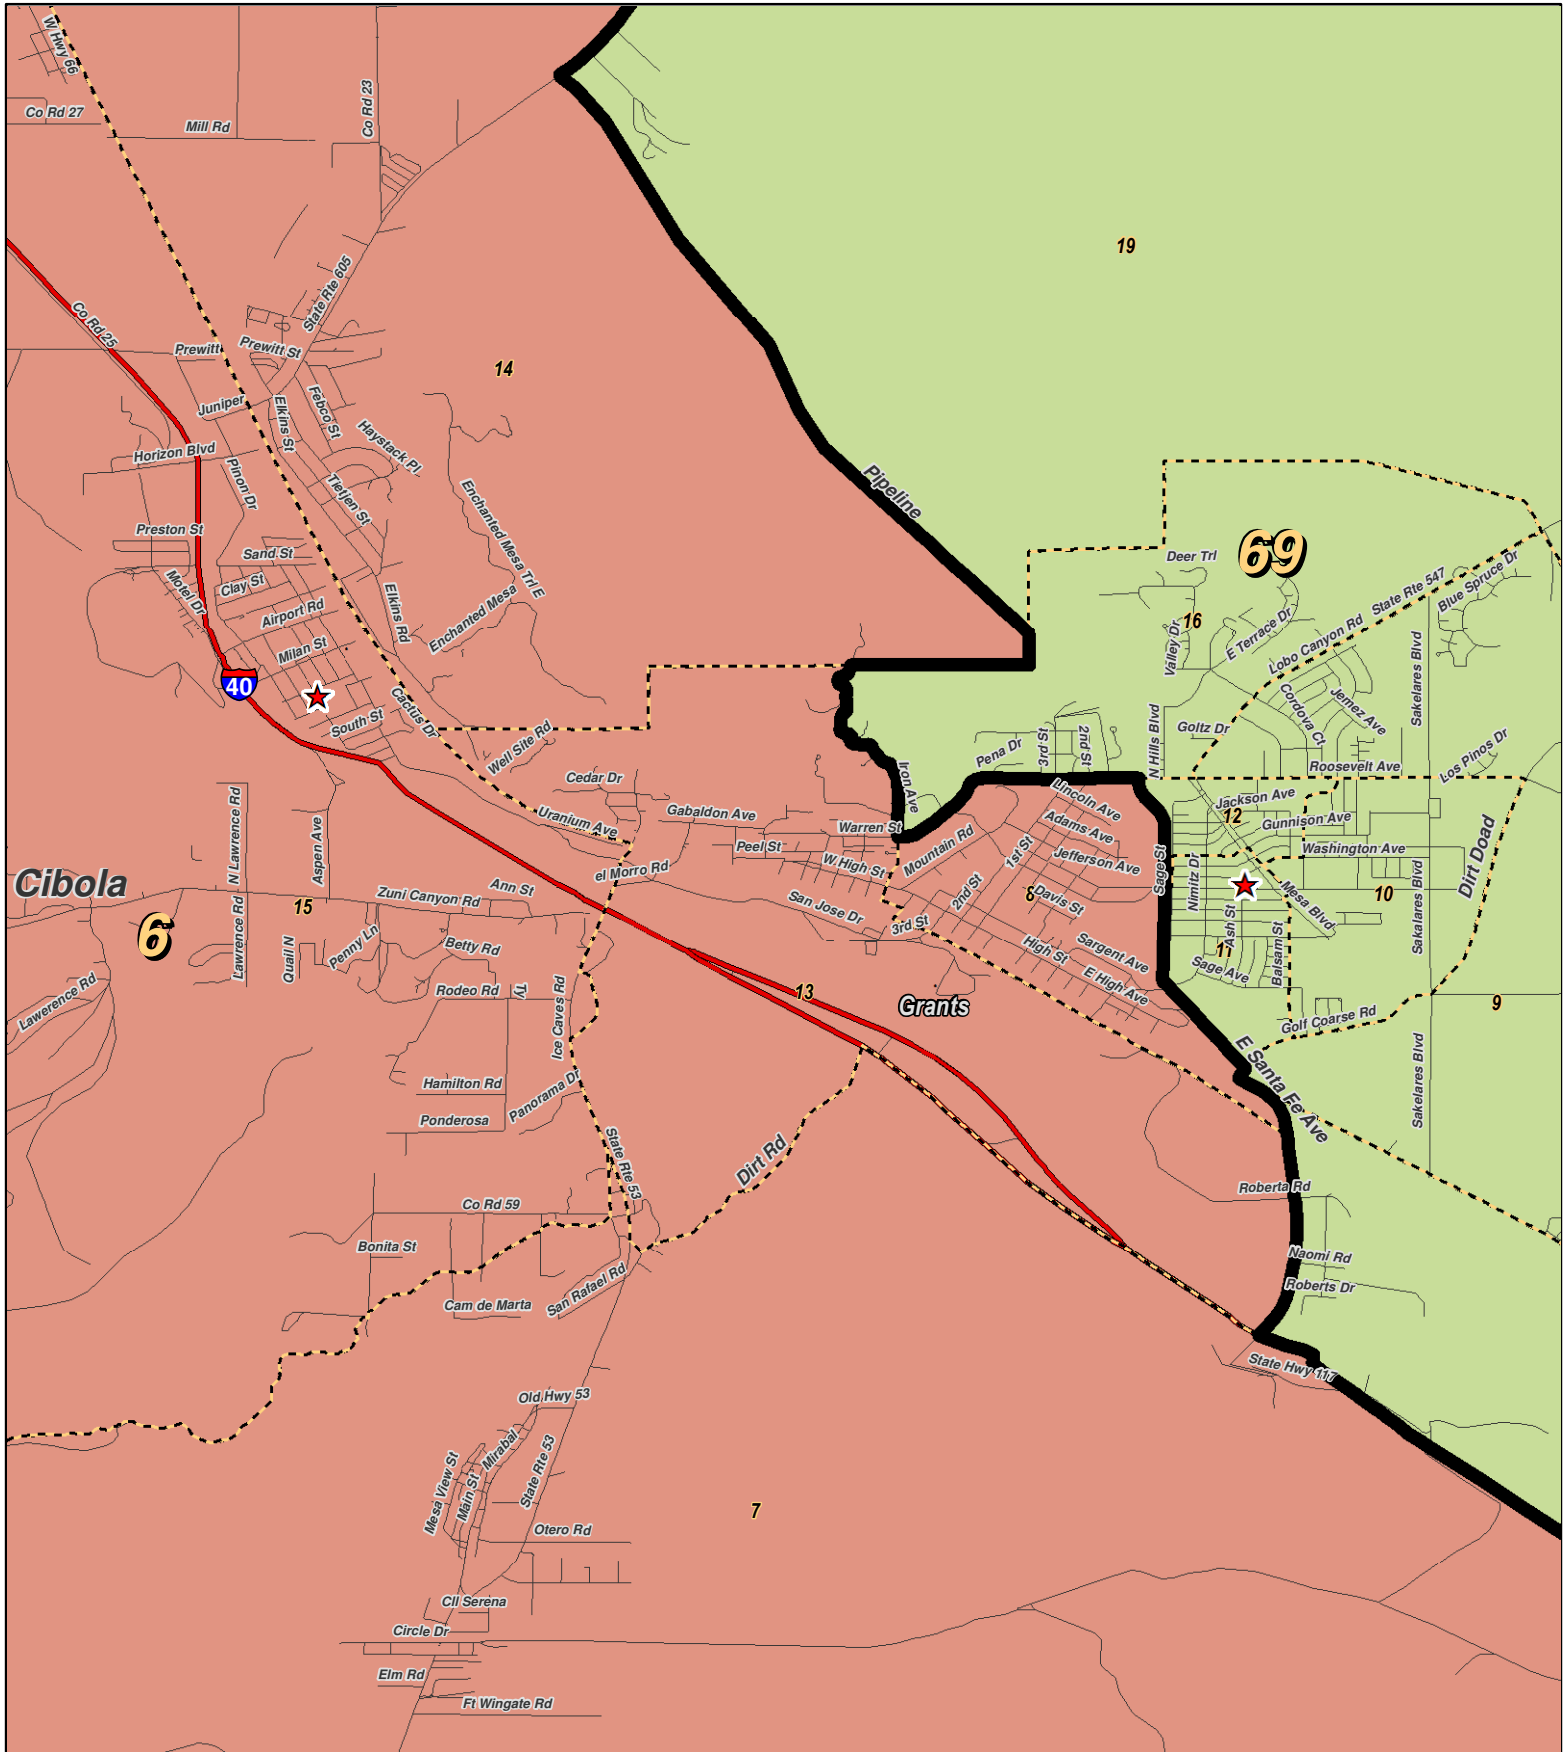 W Hwy 66
Co Rd 27
Mill Rd
Co Rd 23
19
State Rte 605
Co Rd 25
Prewitt
Prewitt St
14
Juniper
Elkins St
Febco St
Haystack Pl
Horizon Blvd
Pinon Dr
Tietjen St
Enchanted Mesa Trl E
Pipeline
Preston St
Sand St
Deer Trl
69
State Rte 547
Blue Spruce Dr
Motel Dr
Clay St
Airport Rd
Elkins Rd
Enchanted Mesa
16
Valley Dr
E Terrace Dr
Lobo Canyon Rd
Sakelares Blvd
Milan St
40
South St
Cactus Dr
Well Site Rd
Cordova Ct
Jemez Ave
N Hills Blvd
Goltz Dr
Pena Dr
3rd St
2nd St
Roosevelt Ave
Los Pinos Dr
Cedar Dr
Iron Ave
N Lawrence Rd
Aspen Ave
Uranium Ave
Gabaldon Ave
Warren St
Lincoln Ave
Adams Ave
Jackson Ave
12
Gunnison Ave
Peel St
W High St
Mountain Rd
1st St
Jefferson Ave
Sage St
Washington Ave
Dirt Doad
Cibola
el Morro Rd
Zuni Canyon Rd
Ann St
San Jose Dr
2nd St
8
Davis St
Nimitz Dr
Mesa Blvd
10
Sakalares Blvd
15
6
Lawrence Rd
Quail N
Penny Ln
Betty Rd
3rd St
High St
Sargent Ave
Ash St
11
Balsam St
Sage Ave
E High Ave
Lawerence Rd
Rodeo Rd
Ty
Ice Caves Rd
13
Grants
9
Golf Coarse Rd
E Santa Fe Ave
Sakelares Blvd
Hamilton Rd
Panorama Dr
Ponderosa
State Rte 53
Dirt Rd
Roberta Rd
Co Rd 59
Bonita St
Naomi Rd
Roberts Dr
Cam de Marta
San Rafael Rd
State Hwy 117
Old Hwy 53
Mirabal
Mesa View St
Main St
State Rte 53
7
Otero Rd
Cll Serena
Circle Dr
Elm Rd
Ft Wingate Rd